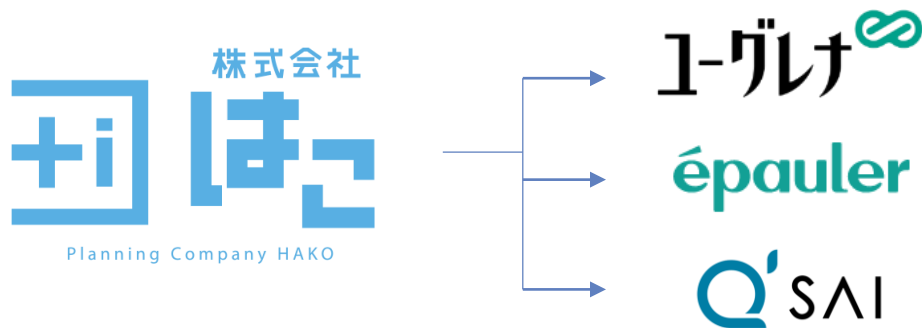 株式会社
+i はこ
Planning Company HAKO
ユーグレナ
épauler
Q'SAI